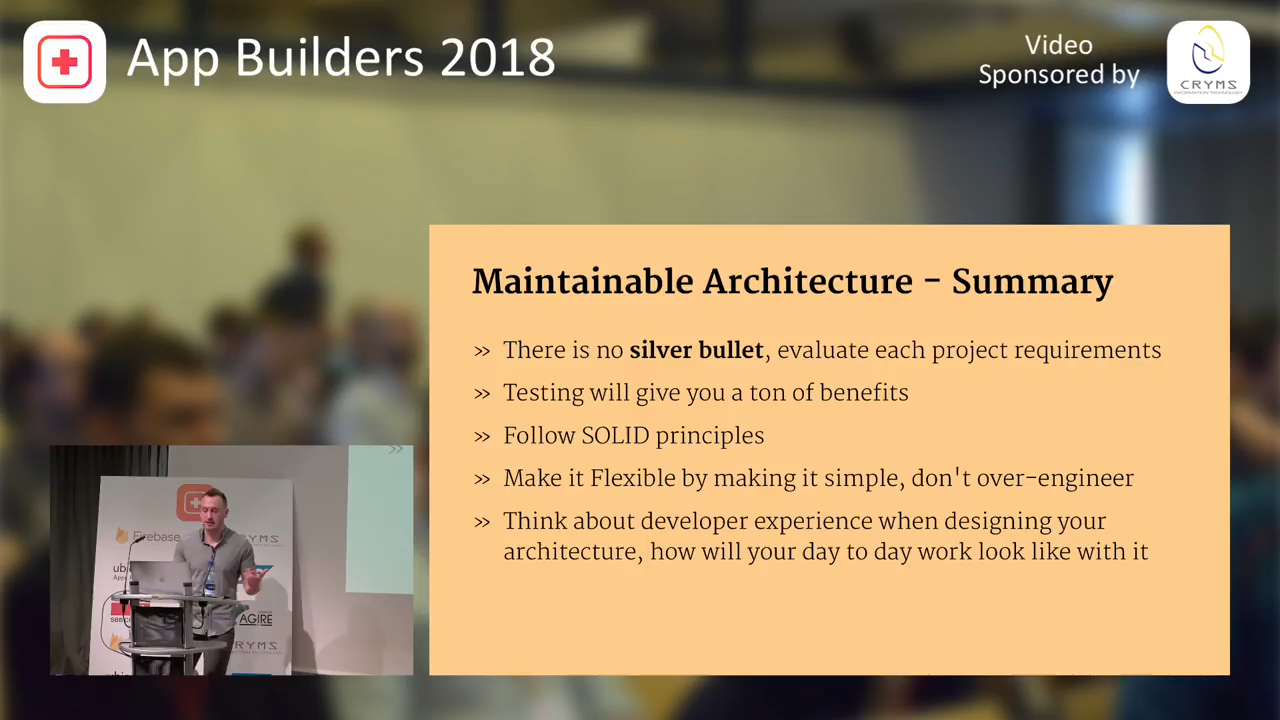 App Builders 2018
Video
Sponsored by
CRYMS
Maintainable Architecture - Summary
» There is no silver bullet, evaluate each project requirements
» Testing will give you a ton of benefits
» Follow SOLID principles
» Make it Flexible by making it simple, don't over-engineer
» Think about developer experience when designing your
architecture, how will your day to day work look like with it
»
Firebase
CRYMS
AGIRE
CRYMS